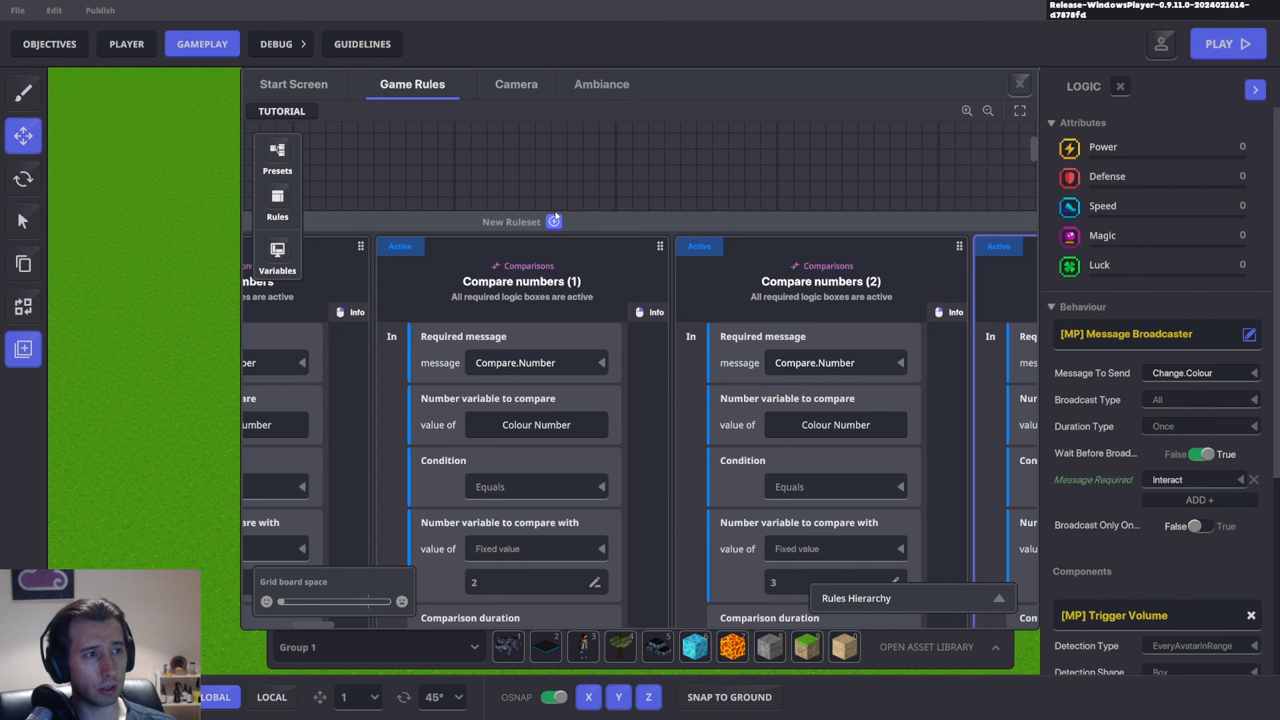 File Edit Publish
Release-WindowsPlayer-0.9.11.0-2024021614-
d7878fd
OBJECTIVES PLAYER GAMEPLAY DEBUG GUIDELINES PLAY
Start Screen Game Rules Camera Ambiance
LOGIC
TUTORIAL
Attributes
Power 0
Defense 0
Speed 0
Magic 0
Luck 0
Presets
Rules
Variables
New Ruleset
Active
Comparisons
Compare numbers (1)
All required logic boxes are active
Info
In
Required message
message Compare.Number
Number variable to compare
value of Colour Number
Condition
Equals
Number variable to compare with
value of Fixed value
2
Comparison duration
Active
Comparisons
Compare numbers (2)
All required logic boxes are active
Info
In
Required message
message Compare.Number
Number variable to compare
value of Colour Number
Condition
Equals
Number variable to compare with
value of Fixed value
3
Comparison duration
Active
In
Info
Behaviour
[MP] Message Broadcaster
Message To Send Change.Colour
Broadcast Type All
Duration Type Once
Wait Before Broad... False True
Message Required Interact
ADD +
Broadcast Only On... False True
Components
[MP] Trigger Volume
Detection Type EveryAvatarInRange
Detection Shape Box
Grid board space
Rules Hierarchy
Group 1
1 2 3
OPEN ASSET LIBRARY
LOCAL 1 45° OSNAP X Y Z SNAP TO GROUND